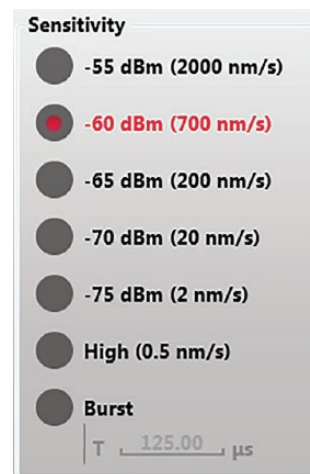 Sensitivity
-55 dBm (2000 nm/s)
-60 dBm (700 nm/s)
-65 dBm (200 nm/s)
-70 dBm (20 nm/s)
-75 dBm (2 nm/s)
High (0.5 nm/s)
Burst
T 125.00 µs